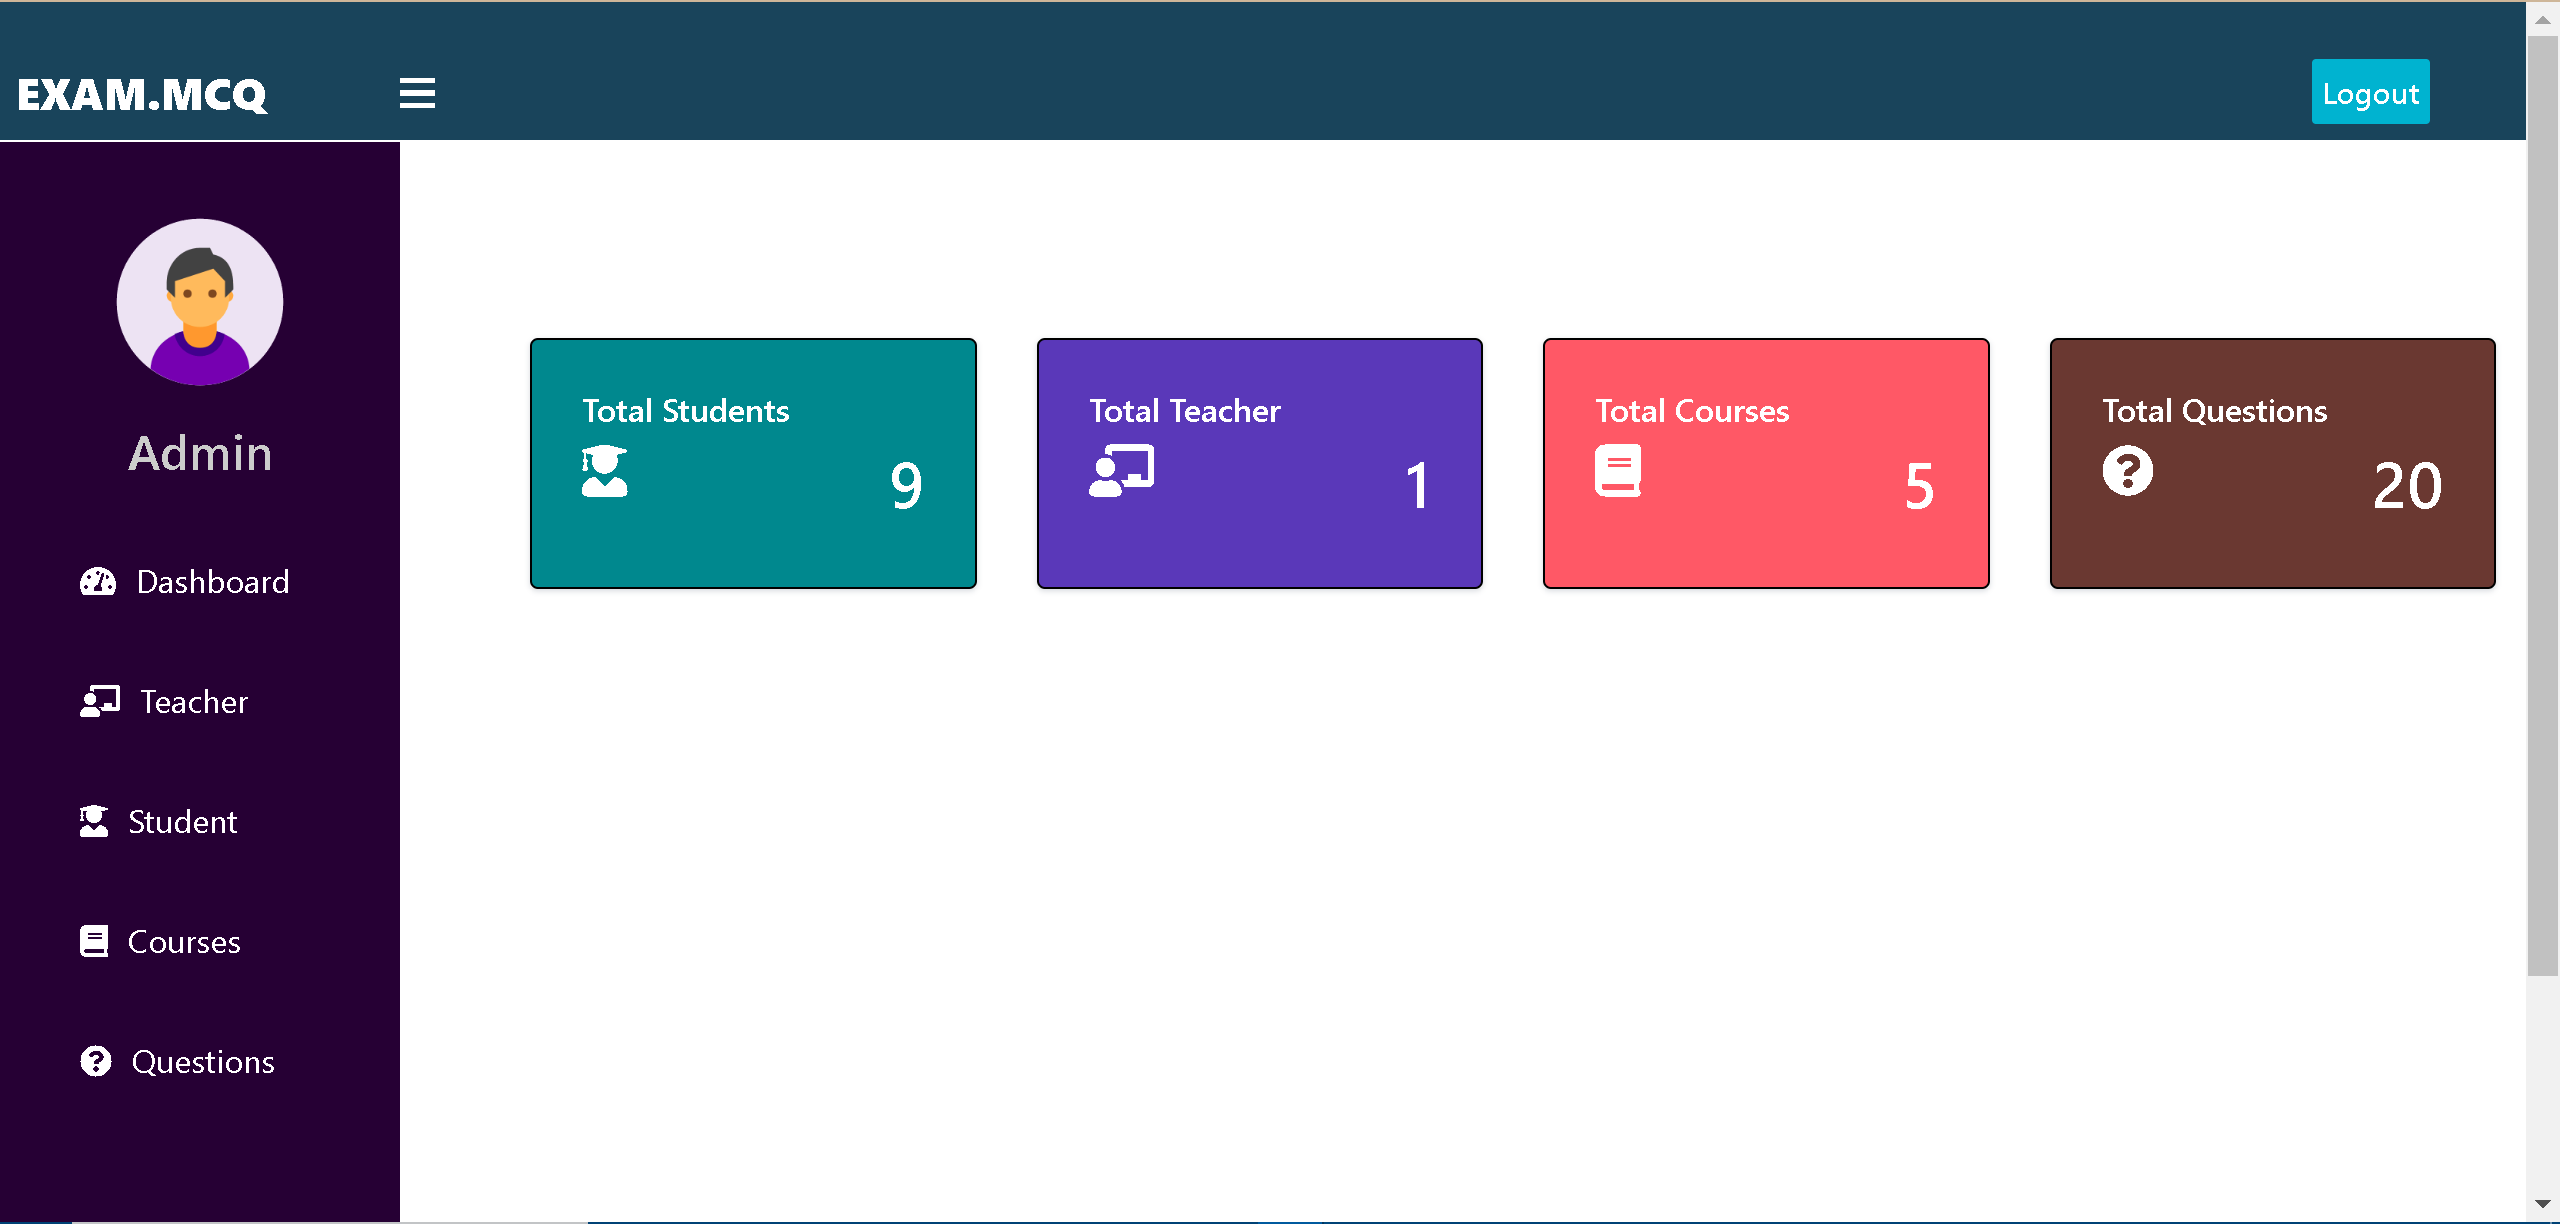 EXAM.MCQ
Logout
Admin
Dashboard
Teacher
Student
Courses
Questions
Total Students
9
Total Teacher
1
Total Courses
5
Total Questions
20